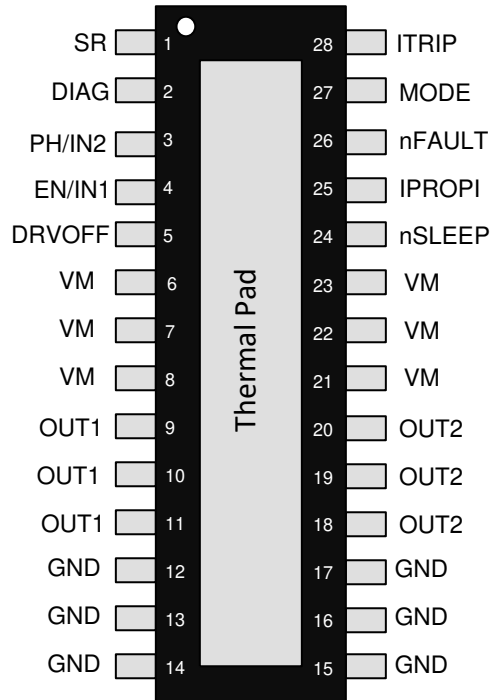 SR 1 28 ITRIP
DIAG 2 27 MODE
PH/IN2 3 26 nFAULT
EN/IN1 4 25 IPROPI
DRVOFF 5 24 nSLEEP
VM 6 23 VM
VM 7 22 VM
VM 8 21 VM
OUT1 9 20 OUT2
OUT1 10 19 OUT2
OUT1 11 18 OUT2
GND 12 17 GND
GND 13 16 GND
GND 14 15 GND
Thermal Pad